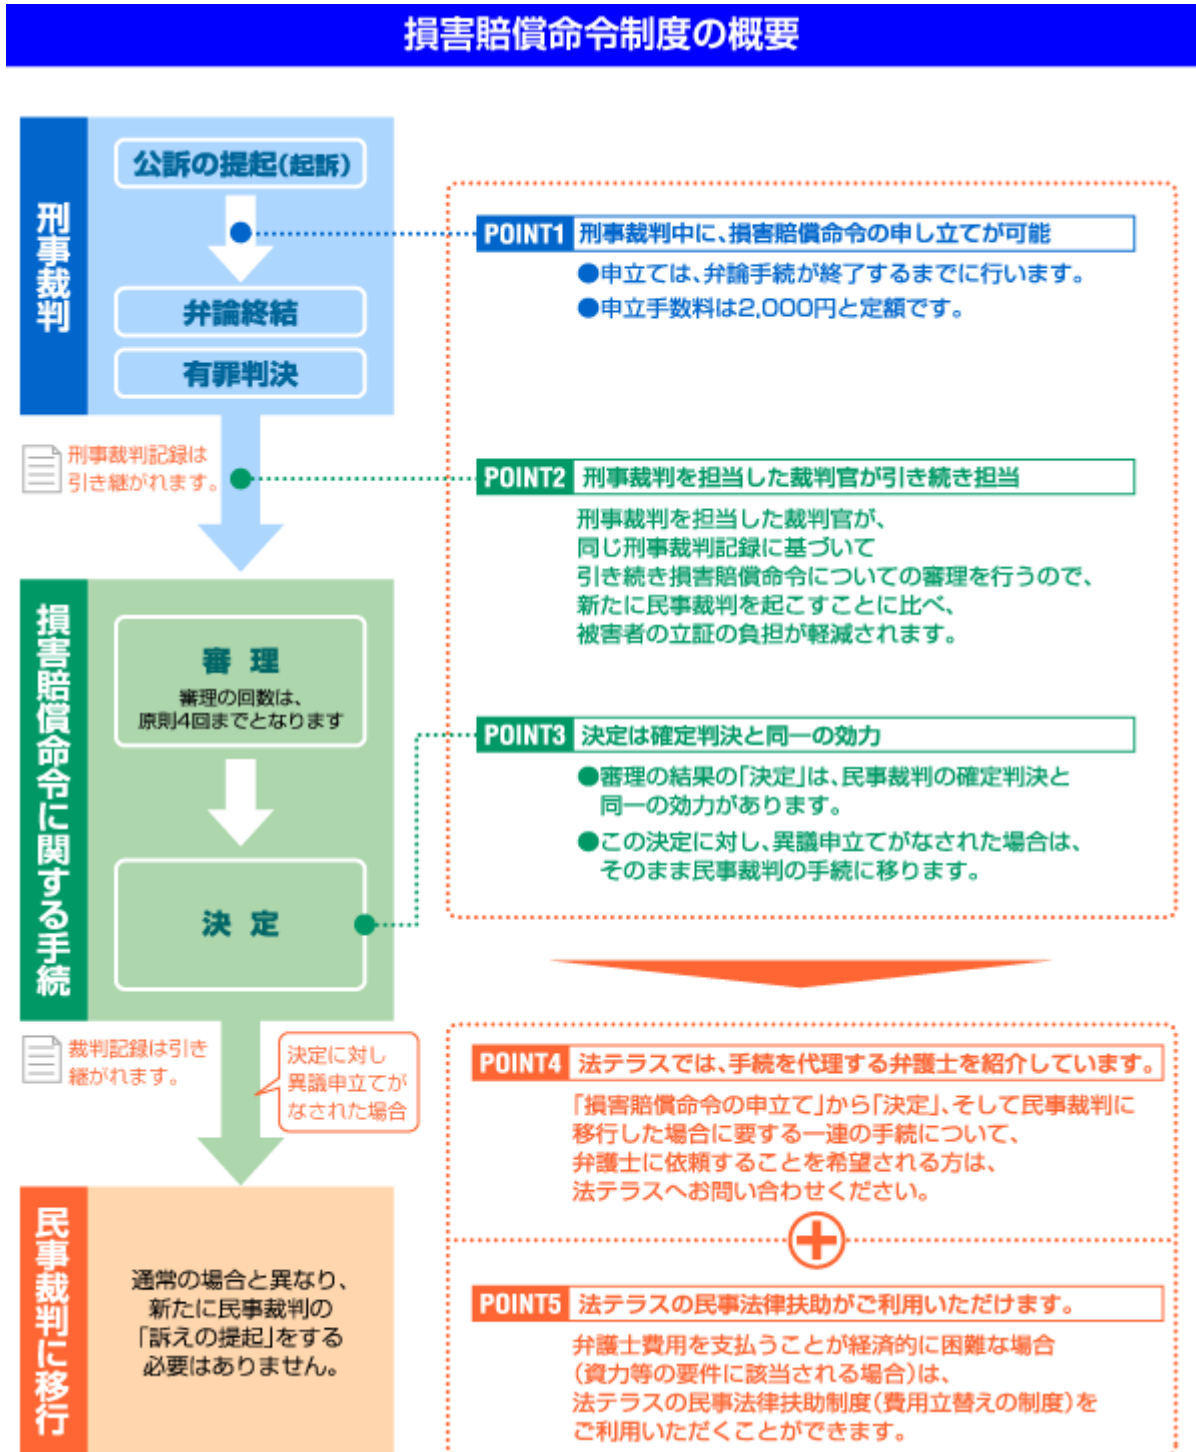 損害賠償命令制度の概要
刑事裁判
公訴の提起(起訴)
弁論終結
有罪判決
POINT1 刑事裁判中に、損害賠償命令の申し立てが可能
●申立ては、弁論手続が終了するまでに行います。
●申立手数料は2,000円と定額です。
刑事裁判記録は
引き継がれます。
POINT2 刑事裁判を担当した裁判官が引き続き担当
刑事裁判を担当した裁判官が、
同じ刑事裁判記録に基づいて
引き続き損害賠償命令についての審理を行うので、
新たに民事裁判を起こすことに比べ、
被害者の立証の負担が軽減されます。
損害賠償命令に関する手続
審 理
審理の回数は、
原則4回までとなります
決 定
POINT3 決定は確定判決と同一の効力
●審理の結果の「決定」は、民事裁判の確定判決と
同一の効力があります。
●この決定に対し、異議申立てがなされた場合は、
そのまま民事裁判の手続に移ります。
裁判記録は引き
継がれます。
決定に対し
異議申立てが
なされた場合
POINT4 法テラスでは、手続を代理する弁護士を紹介しています。
「損害賠償命令の申立て」から「決定」、そして民事裁判に
移行した場合に要する一連の手続について、
弁護士に依頼することを希望される方は、
法テラスへお問い合わせください。
民事裁判に移行
通常の場合と異なり、
新たに民事裁判の
「訴えの提起」をする
必要はありません。
POINT5 法テラスの民事法律扶助がご利用いただけます。
弁護士費用を支払うことが経済的に困難な場合
(資力等の要件に該当される場合)は、
法テラスの民事法律扶助制度(費用立替えの制度)を
ご利用いただくことができます。